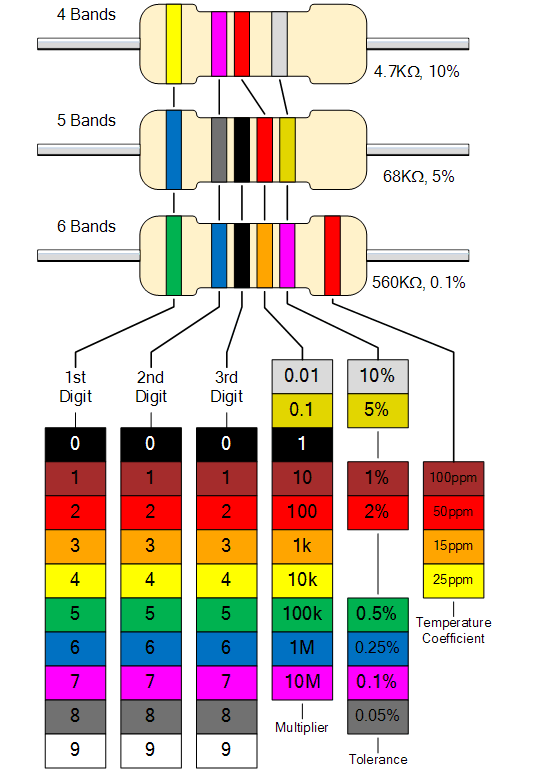 4 Bands
4.7KΩ, 10%
5 Bands
68KΩ, 5%
6 Bands
560KΩ, 0.1%
1st
Digit
2nd
Digit
3rd
Digit
0.01 10%
0.1 5%
0 0 0 1
1 1 1 10 1% 100ppm
2 2 2 100 2% 50ppm
3 3 3 1k 15ppm
4 4 4 10k 25ppm
5 5 5 100k 0.5%
6 6 6 1M 0.25%
7 7 7 10M 0.1%
8 8 8 0.05%
9 9 9
Temperature
Coefficient
Multiplier
Tolerance